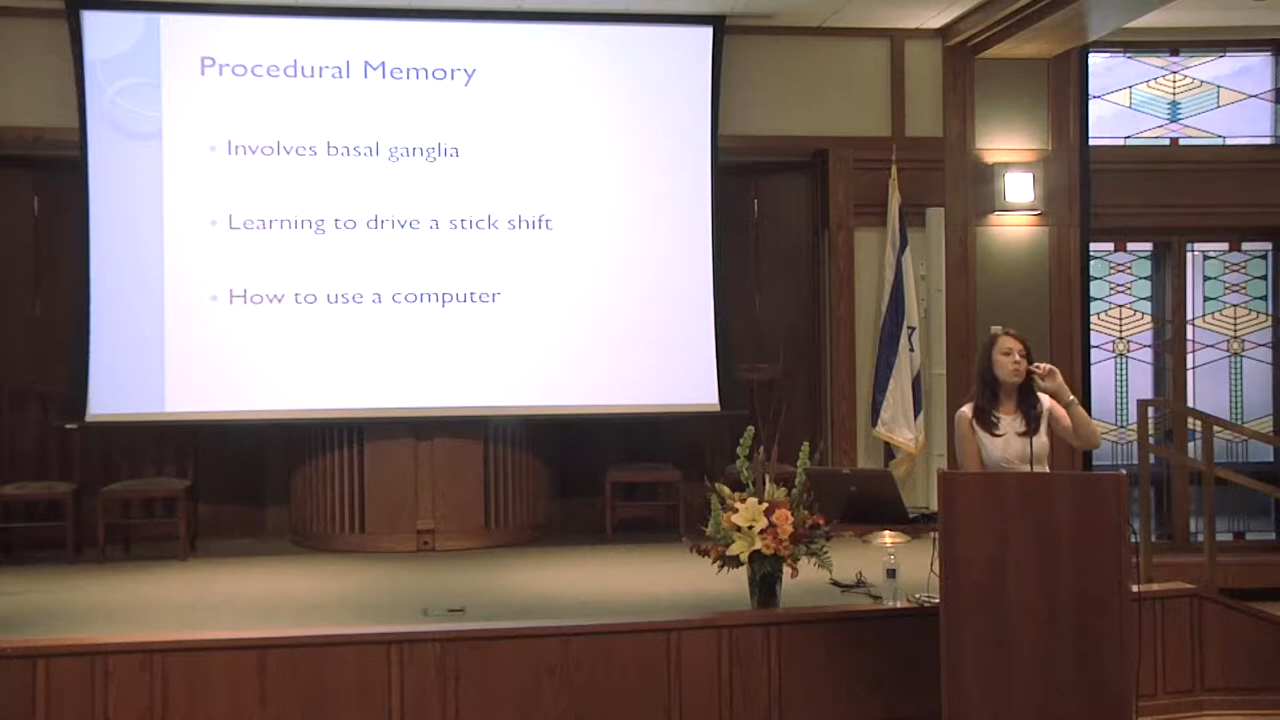 Procedural Memory
Involves basal ganglia
Learning to drive a stick shift
How to use a computer